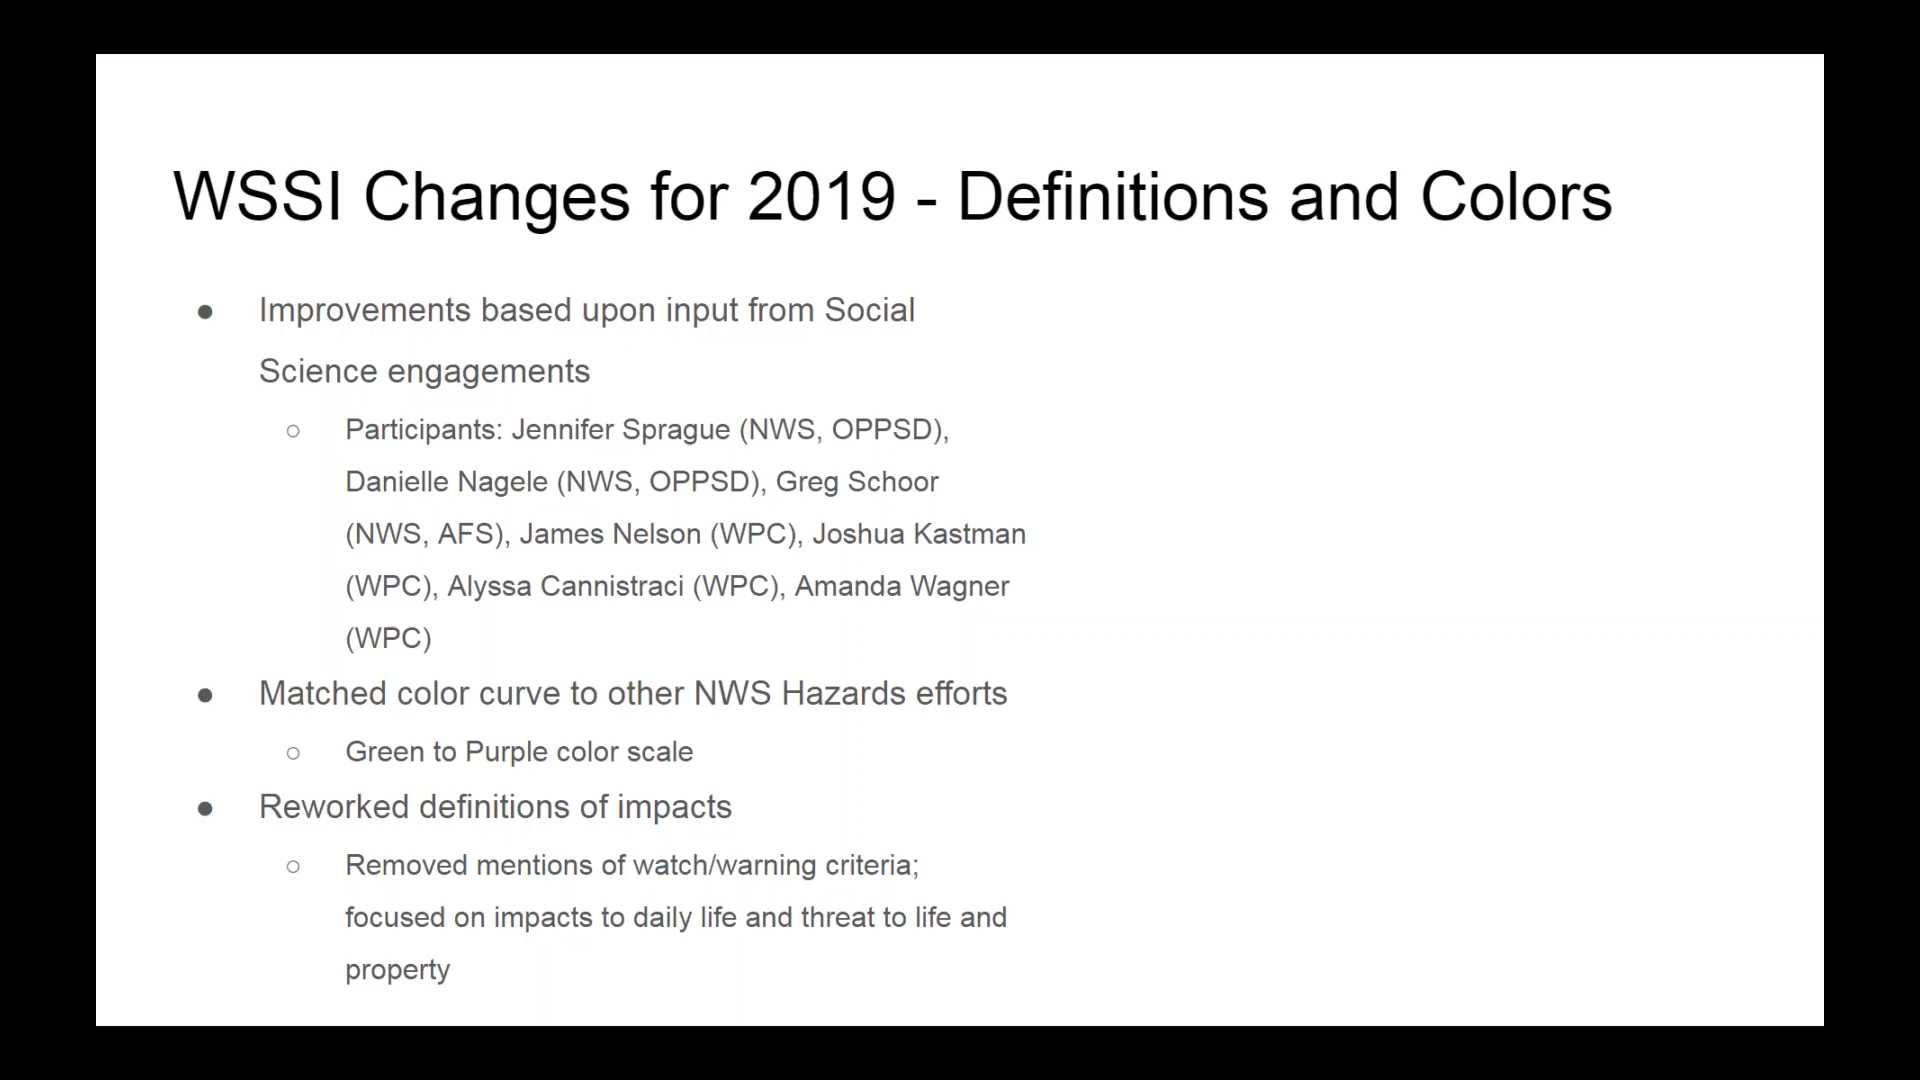 WSSI Changes for 2019 - Definitions and Colors
● Improvements based upon input from Social
Science engagements
○ Participants: Jennifer Sprague (NWS, OPPSD),
Danielle Nagele (NWS, OPPSD), Greg Schoor
(NWS, AFS), James Nelson (WPC), Joshua Kastman
(WPC), Alyssa Cannistraci (WPC), Amanda Wagner
(WPC)
● Matched color curve to other NWS Hazards efforts
○ Green to Purple color scale
● Reworked definitions of impacts
○ Removed mentions of watch/warning criteria;
focused on impacts to daily life and threat to life and
property